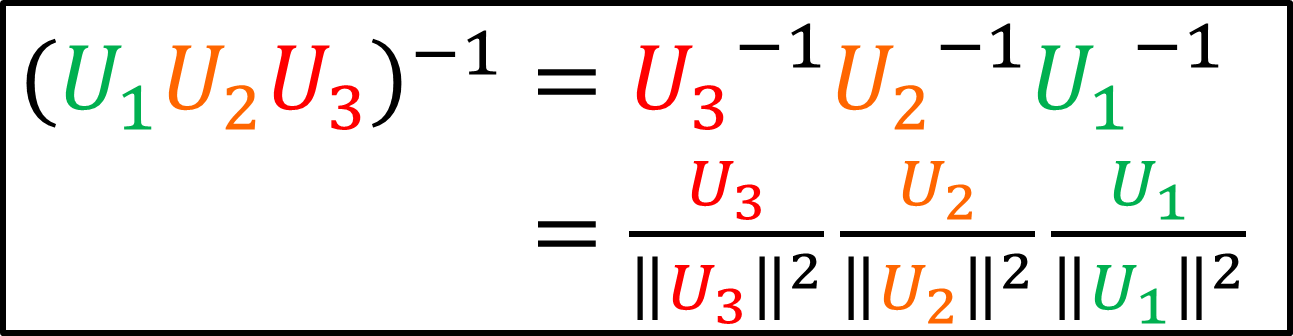 (U₁U₂U₃)⁻¹ = U₃⁻¹U₂⁻¹U₁⁻¹
= U₃/‖U₃‖² U₂/‖U₂‖² U₁/‖U₁‖²